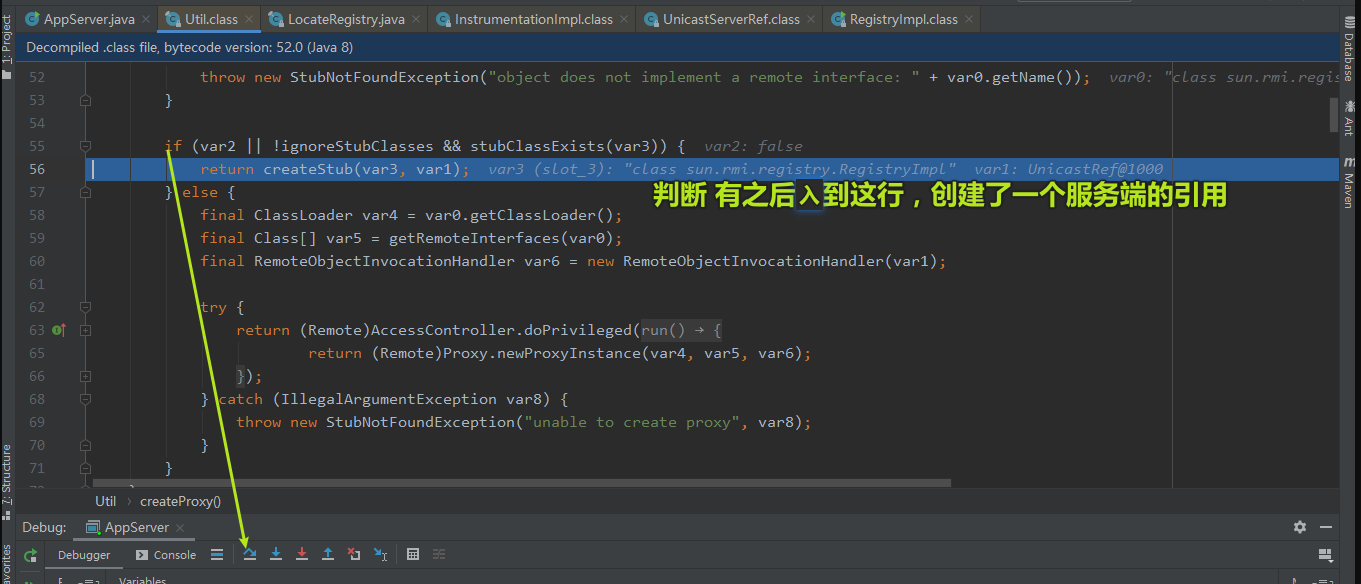 AppServer.java × Util.class × LocateRegistry.java × InstrumentationImpl.class × UnicastServerRef.class × RegistryImpl.class ×
Decompiled .class file, bytecode version: 52.0 (Java 8)
1: Project
Database
Ant
Maven
52 throw new StubNotFoundException("object does not implement a remote interface: " + var0.getName()); var0: "class sun.rmi.regis
53 }
54
55 if (var2 || !ignoreStubClasses && stubClassExists(var3)) { var2: false
56 return createStub(var3, var1); var3 (slot_3): "class sun.rmi.registry.RegistryImpl" var1: UnicastRef@1000
57 } else {
判断 有之后入到这行，创建了一个服务端的引用
58 final ClassLoader var4 = var0.getClassLoader();
59 final Class[] var5 = getRemoteInterfaces(var0);
60 final RemoteObjectInvocationHandler var6 = new RemoteObjectInvocationHandler(var1);
61
62 try {
63 return (Remote)AccessController.doPrivileged(run() → {
65 return (Remote)Proxy.newProxyInstance(var4, var5, var6);
66 });
68 } catch (IllegalArgumentException var8) {
69 throw new StubNotFoundException("unable to create proxy", var8);
70 }
71 }
7: Structure
Util › createProxy()
Debug: AppServer ×
Debugger Console
avorites
Variables